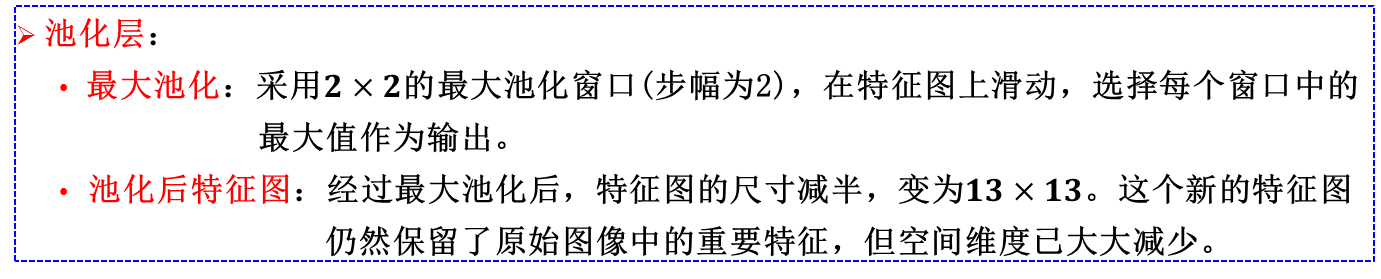 ➢ 池化层：
• 最大池化：采用2 × 2的最大池化窗口(步幅为2)，在特征图上滑动，选择每个窗口中的
最大值作为输出。
• 池化后特征图：经过最大池化后，特征图的尺寸减半，变为13 × 13。这个新的特征图
仍然保留了原始图像中的重要特征，但空间维度已大大减少。